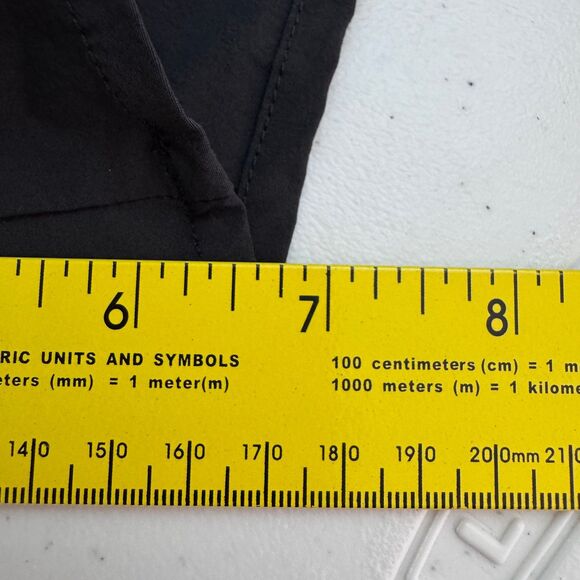 6 7 8
RIC UNITS AND SYMBOLS
100 centimeters (cm) = 1 m
eters (mm) = 1 meter(m)
1000 meters (m) = 1 kilome
140 150 160 170 180 190 200mm 210